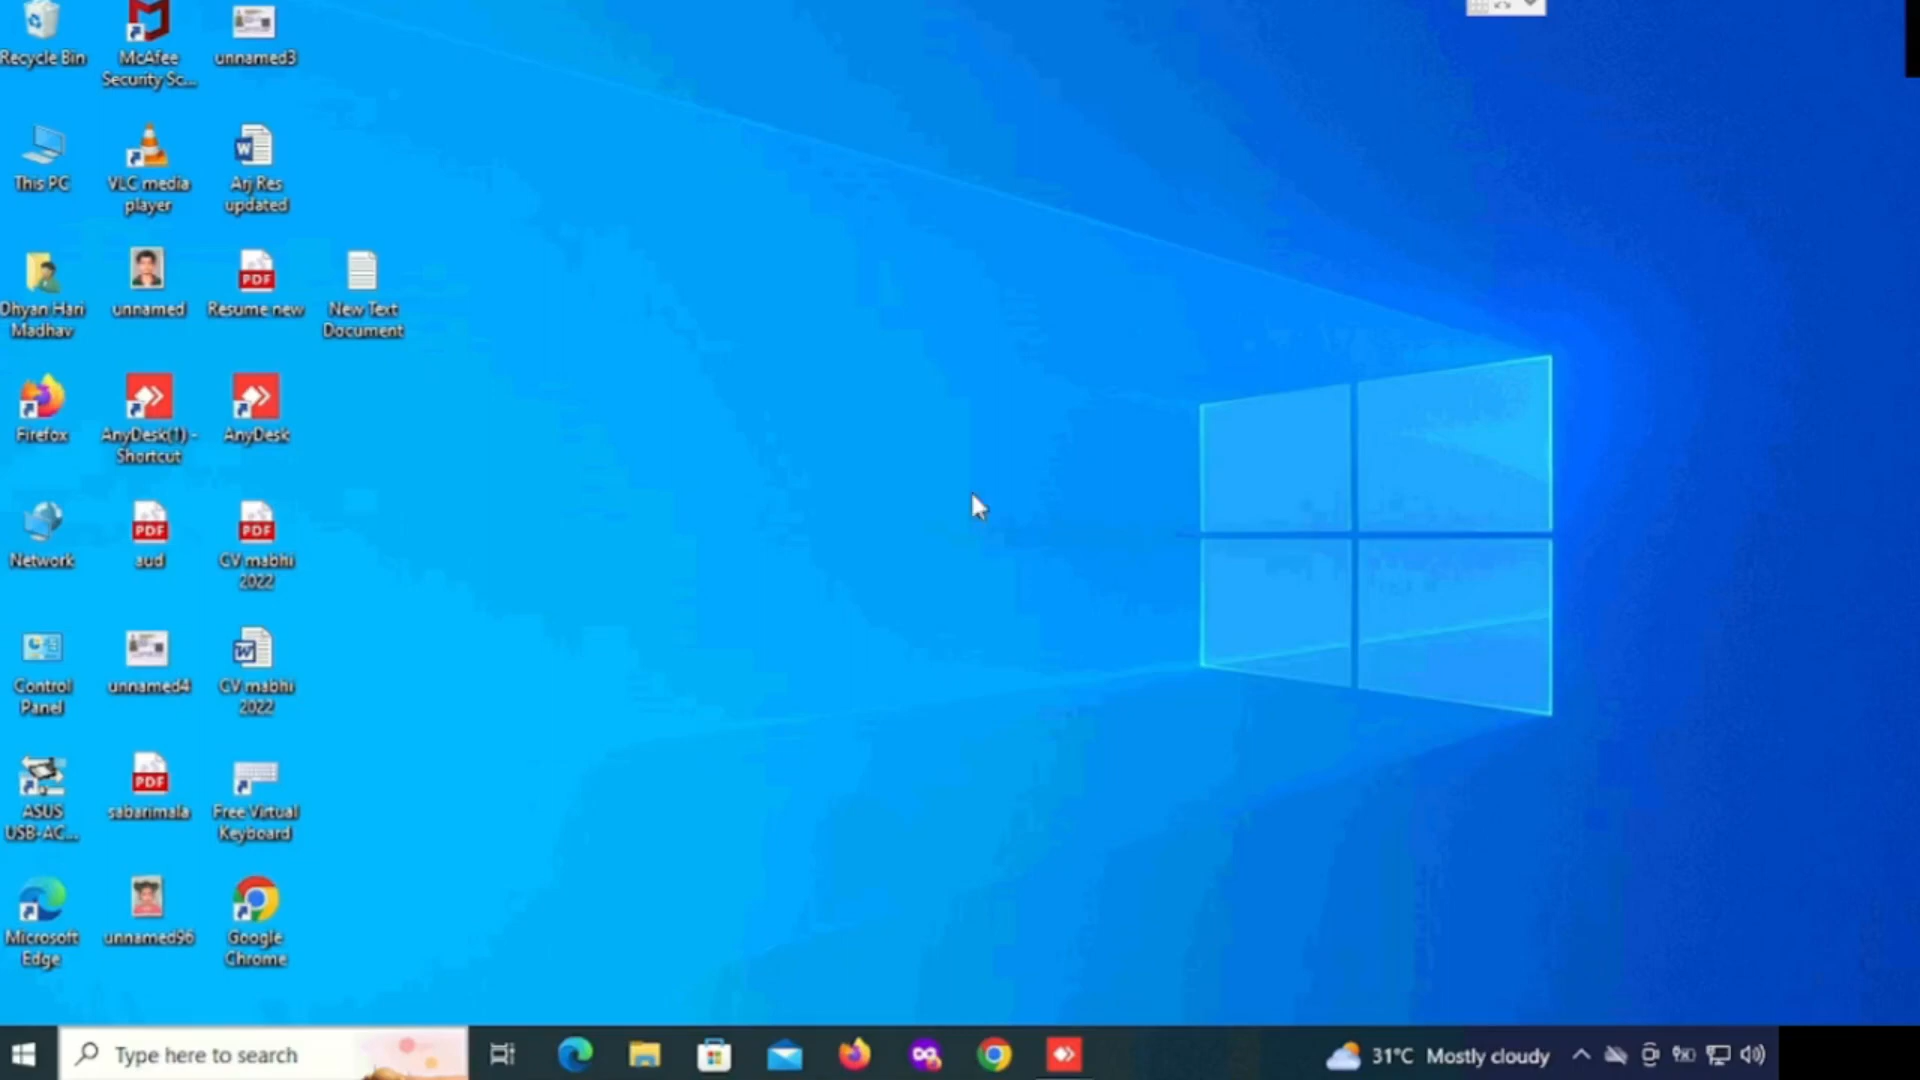 Recycle Bin
McAfee
Security Sc...
unnamed3
This PC
VLC media
player
Arj Res
updated
Dhyan Hari
Madhav
unnamed
PDF
Resume new
New Text
Document
Firefox
AnyDesk(1) -
Shortcut
AnyDesk
Network
PDF
aud
PDF
CV mabhi
2022
Control
Panel
unnamed4
W
CV mabhi
2022
ASUS
USB-AC...
PDF
sabarimala
Free Virtual
Keyboard
Microsoft
Edge
unnamed96
Google
Chrome
Type here to search
31°C Mostly cloudy